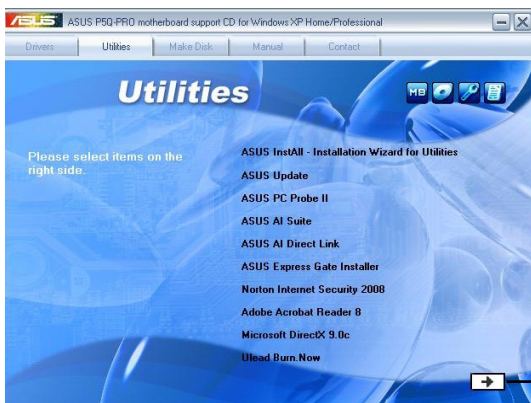 ASUS ASUS P5Q-PRO motherboard support CD for Windows XP Home/Professional
Drivers Utilities Make Disk Manual Contact
Utilities
MB
Please select items on the
right side.
ASUS InstAll - Installation Wizard for Utilities
ASUS Update
ASUS PC Probe II
ASUS AI Suite
ASUS AI Direct Link
ASUS Express Gate Installer
Norton Internet Security 2008
Adobe Acrobat Reader 8
Microsoft DirectX 9.0c
Ulead Burn.Now